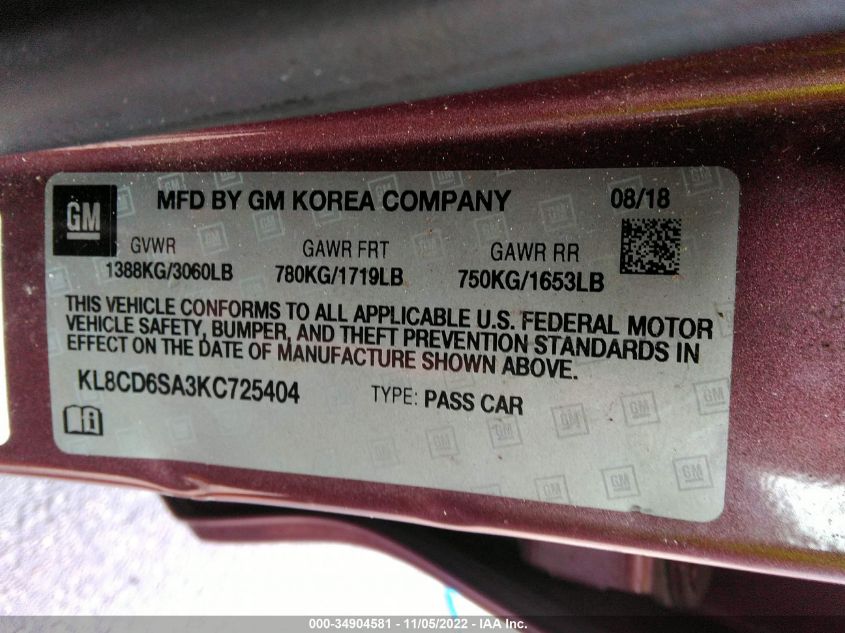 GM
MFD BY GM KOREA COMPANY 08/18
GVWR GAWR FRT GAWR RR
1388KG/3060LB 780KG/1719LB 750KG/1653LB
THIS VEHICLE CONFORMS TO ALL APPLICABLE U.S. FEDERAL MOTOR
VEHICLE SAFETY, BUMPER, AND THEFT PREVENTION STANDARDS IN
EFFECT ON THE DATE OF MANUFACTURE SHOWN ABOVE.
KL8CD6SA3KC725404 TYPE: PASS CAR
000-34904581 - 11/05/2022 - IAA Inc.